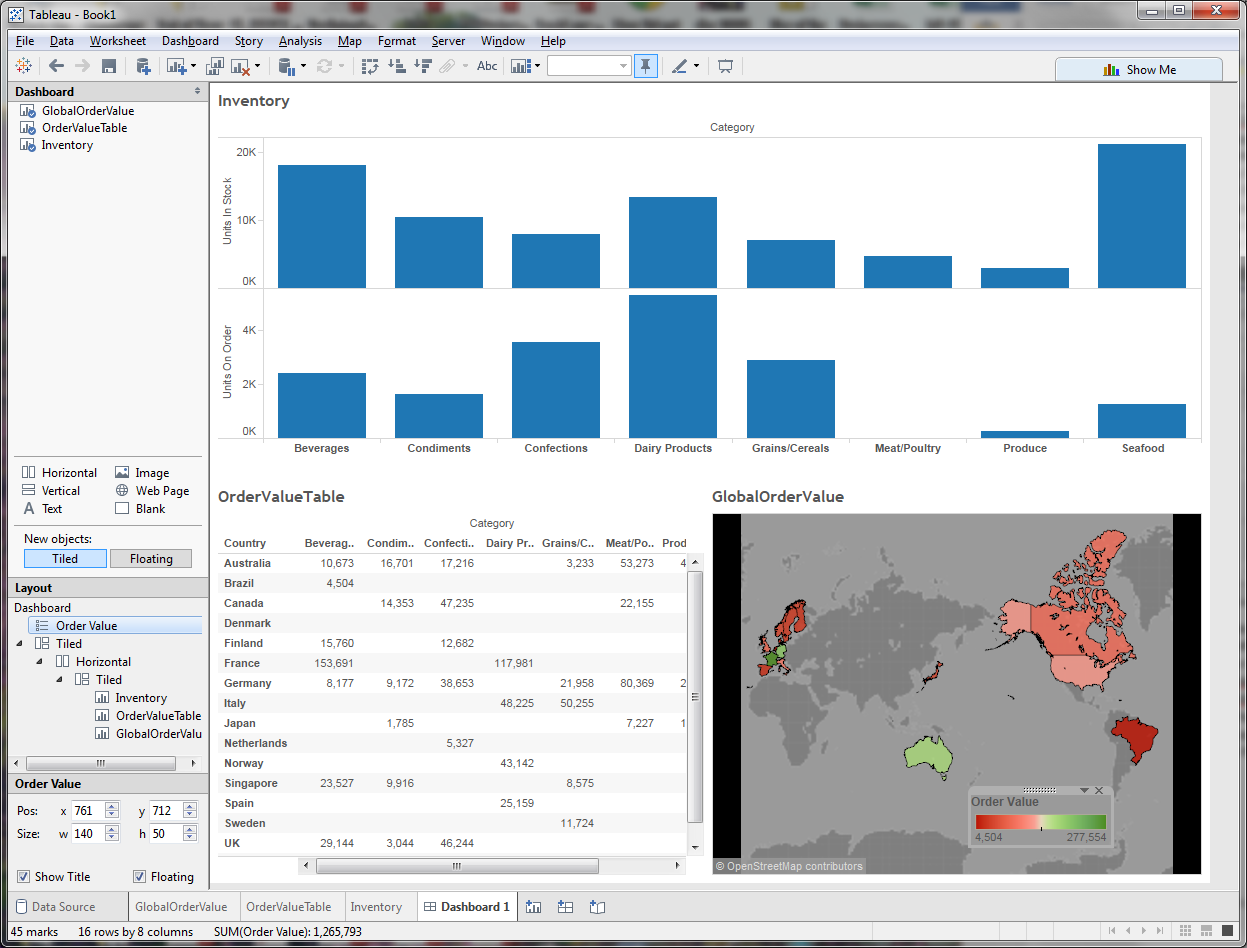 Tableau - Book1
File Data Worksheet Dashboard Story Analysis Map Format Server Window Help
Abc
Show Me
Dashboard
GlobalOrderValue
OrderValueTable
Inventory
Horizontal Image
Vertical Web Page
Text Blank
New objects:
Tiled Floating
Layout
Dashboard
Order Value
Tiled
Horizontal
Tiled
Inventory
OrderValueTable
GlobalOrderValu
Order Value
Pos: x 761 y 712
Size: w 140 h 50
Show Title Floating
Inventory
Category
Units In Stock
20K
10K
0K
Units On Order
4K
2K
0K
Beverages Condiments Confections Dairy Products Grains/Cereals Meat/Poultry Produce Seafood
OrderValueTable
Category
Country Beverag.. Condim.. Confecti.. Dairy Pr.. Grains/C.. Meat/Po.. Prod
Australia 10,673 16,701 17,216 3,233 53,273 4
Brazil 4,504
Canada 14,353 47,235 22,155
Denmark
Finland 15,760 12,682
France 153,691 117,981
Germany 8,177 9,172 38,653 21,958 80,369 2
Italy 48,225 50,255
Japan 1,785 7,227 1
Netherlands 5,327
Norway 43,142
Singapore 23,527 9,916 8,575
Spain 25,159
Sweden 11,724
UK 29,144 3,044 46,244
GlobalOrderValue
Order Value
4,504 277,554
© OpenStreetMap contributors
Data Source GlobalOrderValue OrderValueTable Inventory Dashboard 1
45 marks 16 rows by 8 columns SUM(Order Value): 1,265,793